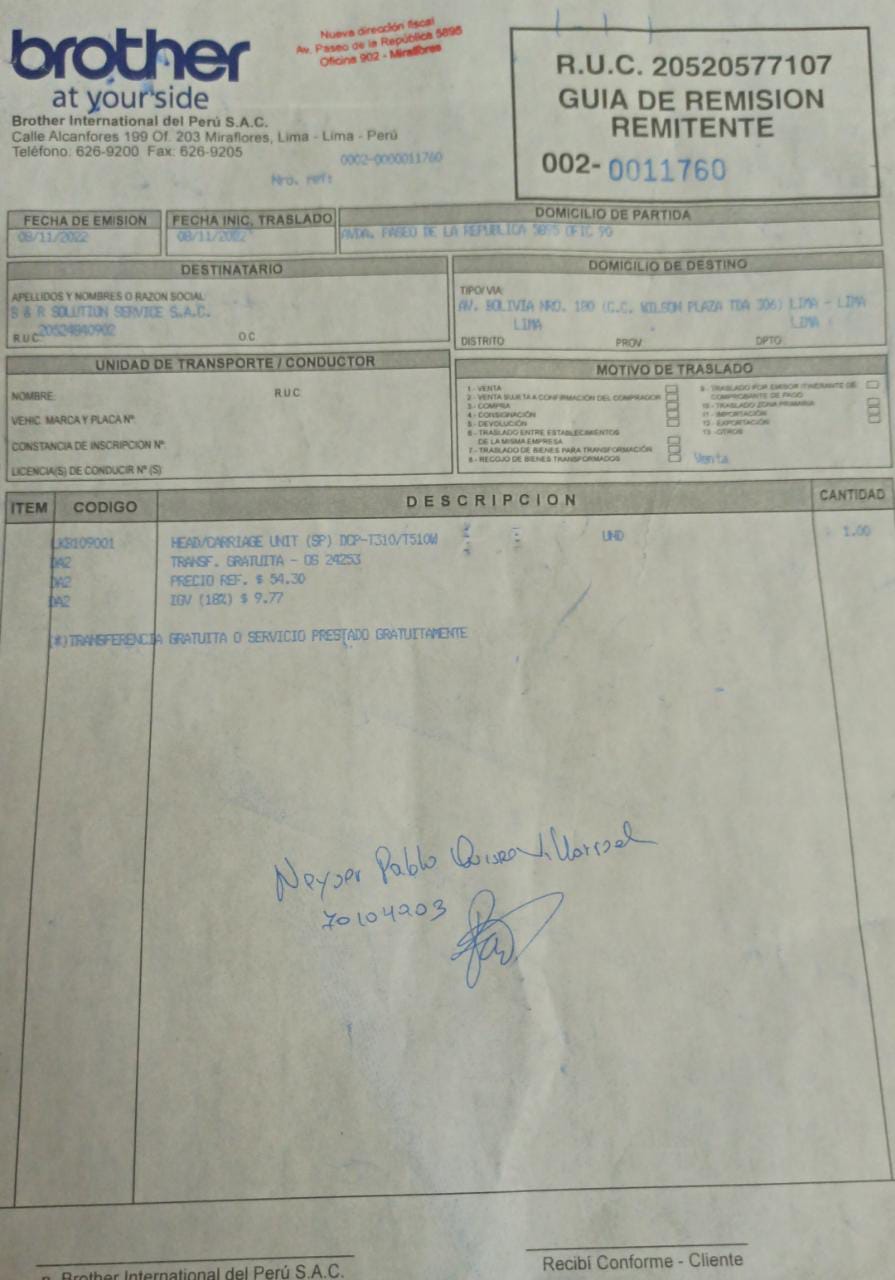 brother
at your side
Nueva dirección fiscal
Av. Paseo de la República 5895
Oficina 902 - Miraflores
Brother International del Perú S.A.C.
Calle Alcanfores 199 Of. 203 Miraflores, Lima - Lima - Perú
Teléfono: 626-9200 Fax: 626-9205
0002-0000011760
Nro. ref:
R.U.C. 20520577107
GUIA DE REMISION
REMITENTE
002- 0011760
FECHA DE EMISION
08/11/2022
FECHA INIC, TRASLADO
08/11/2022
DOMICILIO DE PARTIDA
AVDA. PASEO DE LA REPUBLICA 5895 OFIC 90
DESTINATARIO
APELLIDOS Y NOMBRES O RAZON SOCIAL:
S & R SOLUTION SERVICE S.A.C.
R.U.C. 20524840902
O.C
DOMICILIO DE DESTINO
TIPO/ VIA:
AV. BOLIVIA NRO. 180 (C.C. WILSON PLAZA TDA 306) LIMA - LIMA
LIMA LIMA
DISTRITO PROV DPTO
UNIDAD DE TRANSPORTE / CONDUCTOR
NOMBRE: R.U.C
VEHIC. MARCA Y PLACA Nº
CONSTANCIA DE INSCRIPCION Nº:
LICENCIA(S) DE CONDUCIR Nº (S)
MOTIVO DE TRASLADO
1 - VENTA
2 - VENTA SUJETA A CONFIRMACIÓN DEL COMPRADOR
3 - COMPRA
4 - CONSIGNACIÓN
5 - DEVOLUCIÓN
6 - TRASLADO ENTRE ESTABLECIMIENTOS
DE LA MISMA EMPRESA
7 - TRASLADO DE BIENES PARA TRANSFORMACIÓN
8 - RECOJO DE BIENES TRANSFORMADOS
9 - TRASLADO POR EMISOR ITINERANTE DE
COMPROBANTE DE PAGO
10 - TRASLADO ZONA PRIMARIA
11 - IMPORTACIÓN
12 - EXPORTACIÓN
13 - OTROS
Venta
ITEM CODIGO DESCRIPCION CANTIDAD
LKB109001 HEAD/CARRIAGE UNIT (SP) DCP-T310/T510W UND 1.00
DA2 TRANSF. GRATUITA - OS 24253
DA2 PRECIO REF. $ 54.30
DA2 IGV (18%) $ 9.77
(*)TRANSFERENCIA GRATUITA O SERVICIO PRESTADO GRATUITAMENTE
Neyser Pablo Villarroel
70104203
p. Brother International del Perú S.A.C.
Recibí Conforme - Cliente